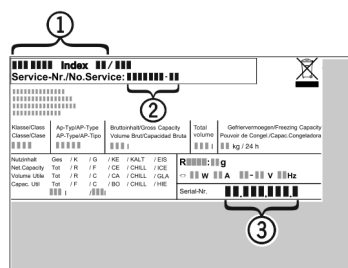 1
Index /
Service-Nr./No.Service: -
2
Klasse/Class Ap-Typ/AP-Type Bruttoinhalt/Gross Capacity Total Gefriervermoegen/Freezing Capacity
Classe/Clase AP-Type/AP-Tipo Volume Brut/Capacidad Bruta volume Pouvoir de Congel./Capac.Congeladora
l l kg / 24 h
Nutzinhalt Ges / K / G / KE / KALT / EIS
Net.Capacity Tot / R / F / CE / CHILL / ICE
Volume Utile Tot / R / C / CA / CHILL / GLA
Capac. Util Tot / F / C / BO / CHILL / HIE
l / l
R : g
W A - V Hz
Serial-Nr. , , ,
3